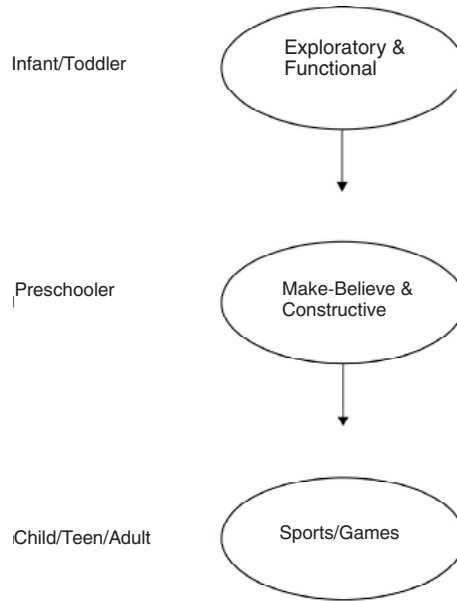 Infant/Toddler
Exploratory &
Functional
Preschooler
Make-Believe &
Constructive
Child/Teen/Adult
Sports/Games